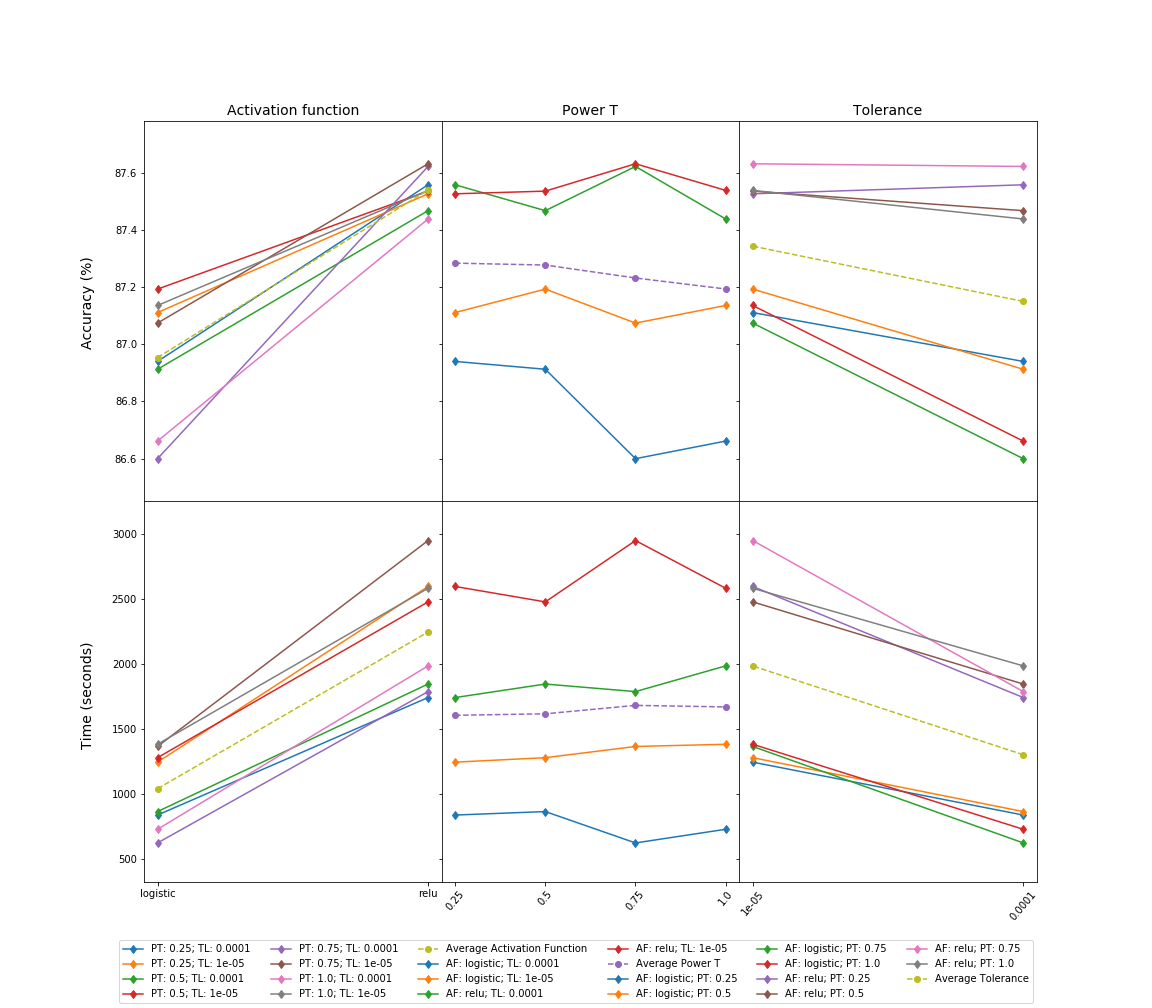 Activation function Power T Tolerance
87.6
87.4
87.2
87.0
86.8
86.6
Accuracy (%)
3000
2500
2000
1500
1000
500
Time (seconds)
logistic relu 0.25 0.5 0.75 1.0 1e-05 0.0001
PT: 0.25; TL: 0.0001 PT: 0.75; TL: 0.0001 Average Activation Function AF: relu; TL: 1e-05 AF: logistic; PT: 0.75 AF: relu; PT: 0.75
PT: 0.25; TL: 1e-05 PT: 0.75; TL: 1e-05 AF: logistic; TL: 0.0001 Average Power T AF: logistic; PT: 1.0 AF: relu; PT: 1.0
PT: 0.5; TL: 0.0001 PT: 1.0; TL: 0.0001 AF: logistic; TL: 1e-05 AF: logistic; PT: 0.25 AF: relu; PT: 0.25 Average Tolerance
PT: 0.5; TL: 1e-05 PT: 1.0; TL: 1e-05 AF: relu; TL: 0.0001 AF: logistic; PT: 0.5 AF: relu; PT: 0.5